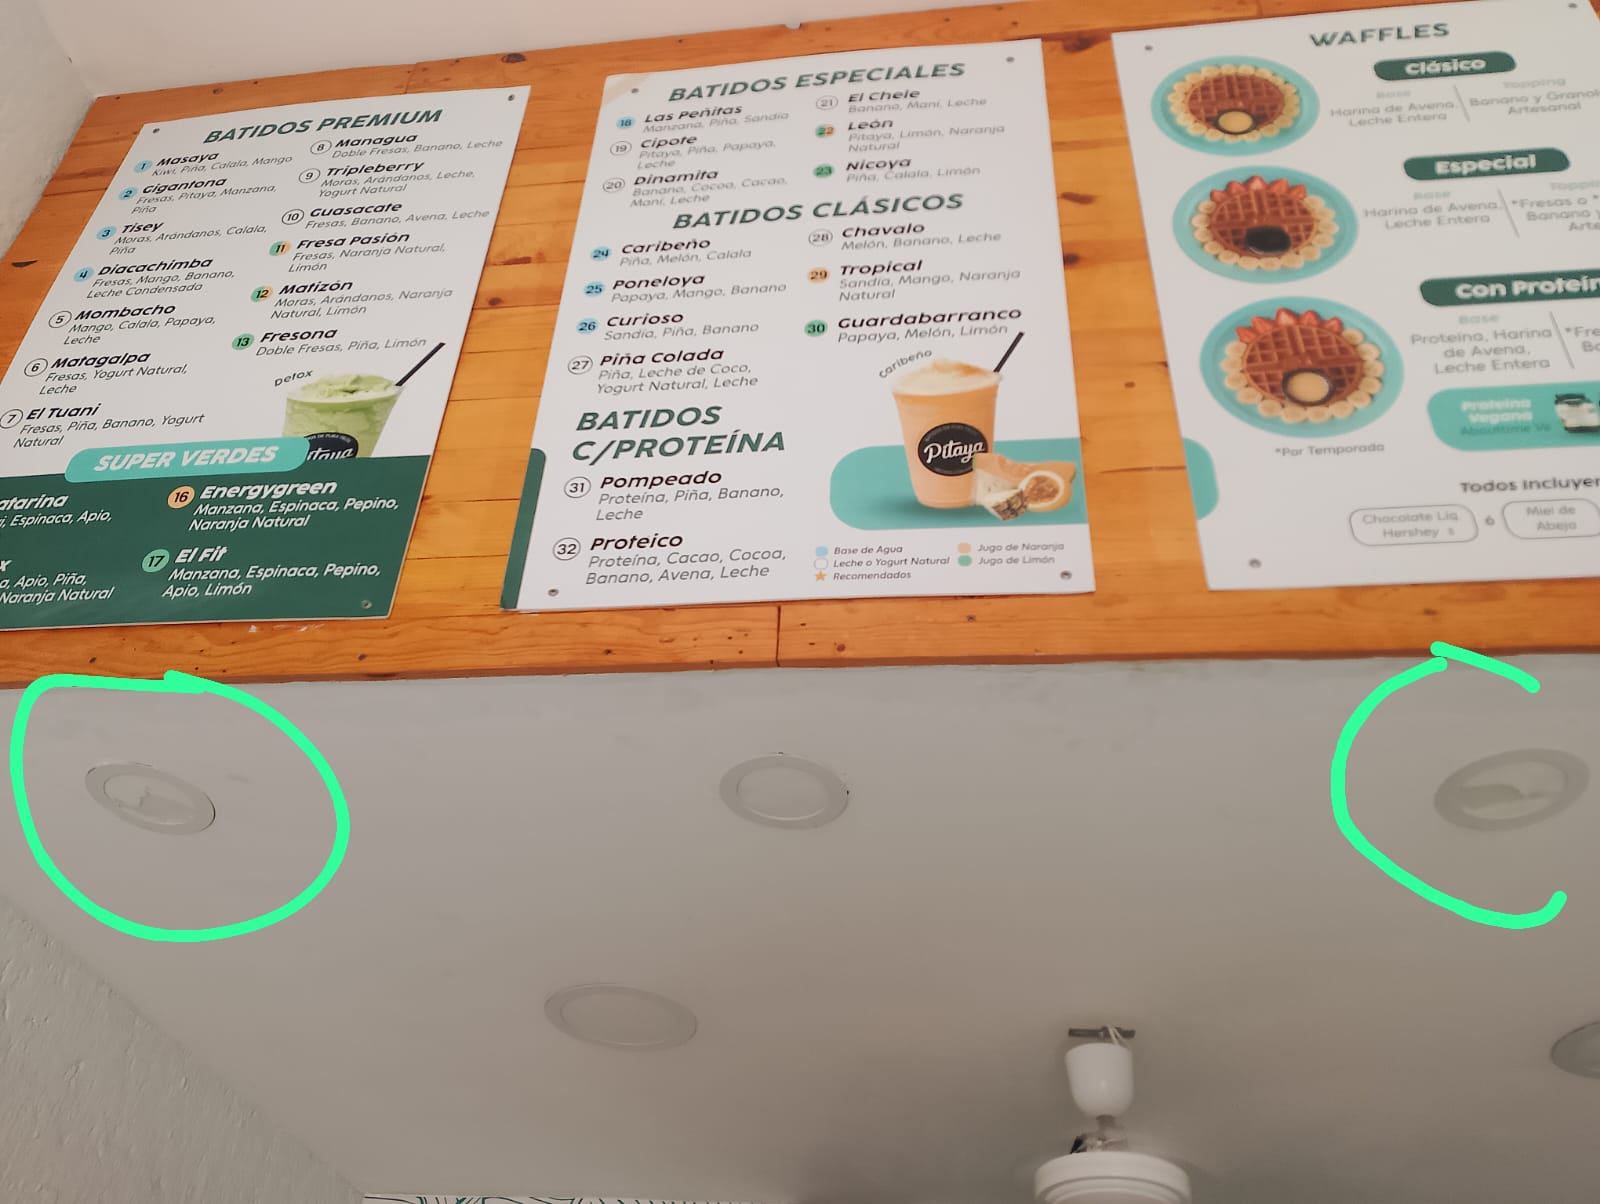 BATIDOS PREMIUM
1 Masaya
Kiwi, Piña, Calala, Mango
2 Gigantona
Fresas, Pitaya, Manzana,
Piña
3 Tisey
Moras, Arándanos, Calala,
Piña
4 Diacachimba
Fresas, Mango, Banano,
Leche Condensada
5 Mombacho
Mango, Calala, Papaya,
Leche
6 Matagalpa
Fresas, Yogurt Natural,
Leche
7 El Tuani
Fresas, Piña, Banano, Yogurt
Natural
8 Managua
Doble Fresas, Banano, Leche
9 Tripleberry
Moras, Arándanos, Leche,
Yogurt Natural
10 Guasacate
Fresas, Banano, Avena, Leche
11 Fresa Pasión
Fresas, Naranja Natural,
Limón
12 Matizón
Moras, Arándanos, Naranja
Natural, Limón
13 Fresona
Doble Fresas, Piña, Limón
Detox
SUPER VERDES
Espinaca, Apio,
Apio, Piña,
Naranja Natural
16 Energygreen
Manzana, Espinaca, Pepino,
Naranja Natural
17 El Fit
Manzana, Espinaca, Pepino,
Apio, Limón
BATIDOS ESPECIALES
18 Las Peñitas
Manzana, Piña, Sandía
19 Cipote
Pitaya, Piña, Papaya,
Leche
20 Dinamita
Banano, Cocoa, Cacao,
Maní, Leche
21 El Chele
Banano, Maní, Leche
22 León
Pitaya, Limón, Naranja
Natural
23 Nicoya
Piña, Calala, Limón
BATIDOS CLÁSICOS
24 Caribeño
Piña, Melón, Calala
25 Poneloya
Papaya, Mango, Banano
26 Curioso
Sandía, Piña, Banano
27 Piña Colada
Piña, Leche de Coco,
Yogurt Natural, Leche
28 Chavalo
Melón, Banano, Leche
29 Tropical
Sandía, Mango, Naranja
Natural
30 Guardabarranco
Papaya, Melón, Limón
Caribeño
Pitaya
BATIDOS
C/PROTEÍNA
31 Pompeado
Proteína, Piña, Banano,
Leche
32 Proteico
Proteína, Cacao, Cocoa,
Banano, Avena, Leche
Base de Agua
Leche o Yogurt Natural
Recomendados
Jugo de Naranja
Jugo de Limón
WAFFLES
Clásico
Base
Harina de Avena,
Leche Entera
Topping
Banano y
Artesanal
Especial
Base
Harina de Avena,
Leche Entera
*Fresas o
Banano
Con
Base
Proteína, Harina
de Avena,
Leche Entera
Proteína
Vegana
*Por Temporada
Todos
Chocolate Liq.
Hershey´s
ó
Miel de
Abeja